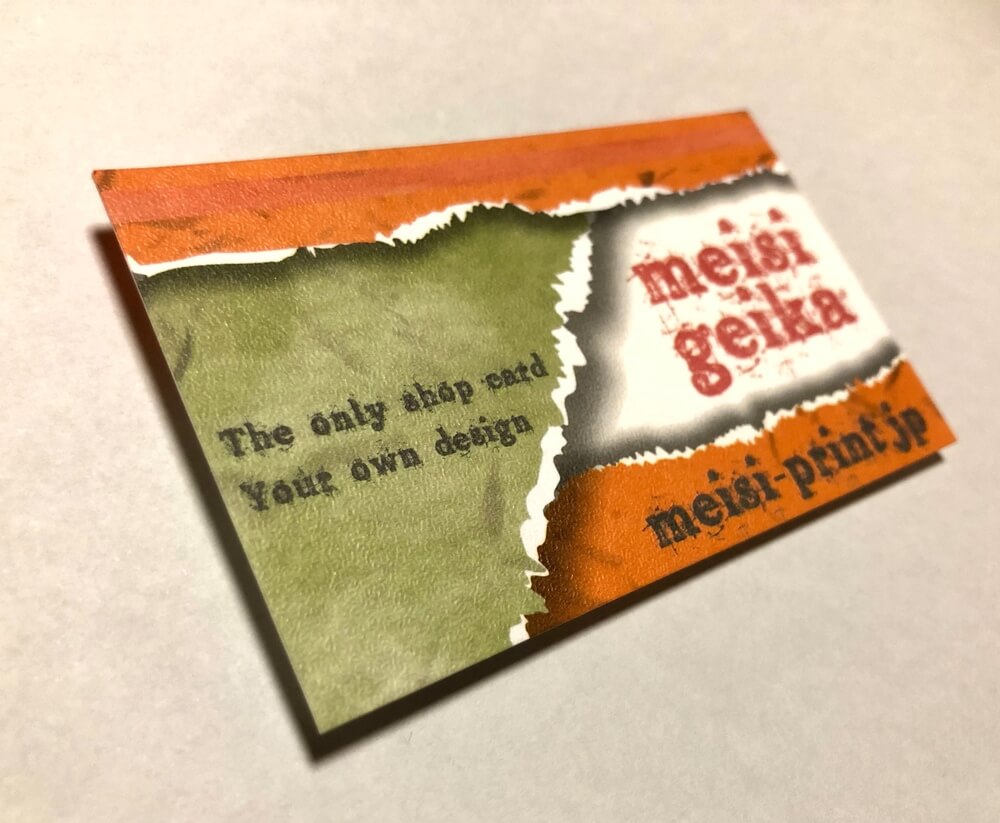 The only shop card
Your own design
meisi
geika
meisi-print.jp